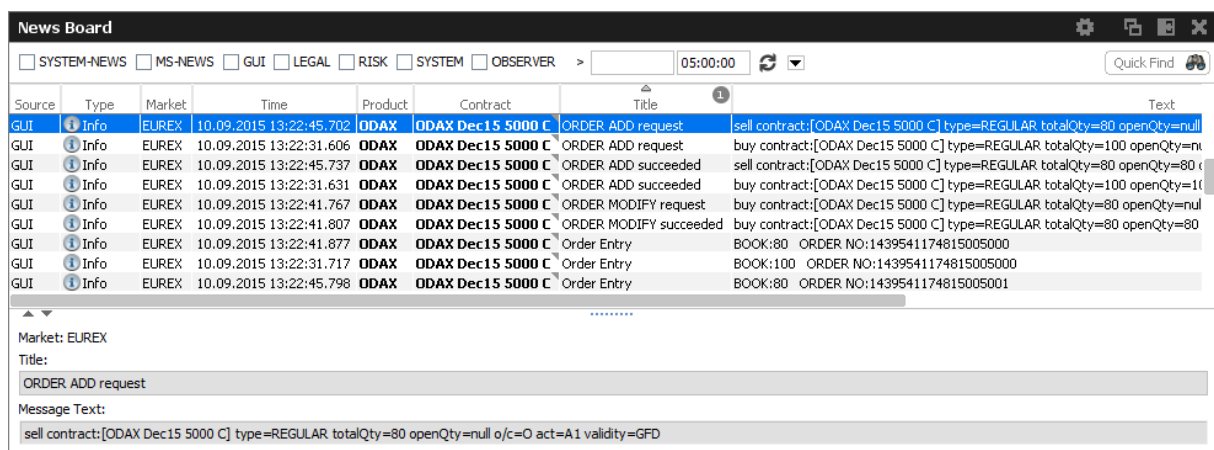 News Board
SYSTEM-NEWS MS-NEWS GUI LEGAL RISK SYSTEM OBSERVER > 05:00:00 Quick Find
Source Type Market Time Product Contract Title 1 Text
GUI Info EUREX 10.09.2015 13:22:45.702 ODAX ODAX Dec15 5000 C ORDER ADD request sell contract:[ODAX Dec15 5000 C] type=REGULAR totalQty=80 openQty=null
GUI Info EUREX 10.09.2015 13:22:31.606 ODAX ODAX Dec15 5000 C ORDER ADD request buy contract:[ODAX Dec15 5000 C] type=REGULAR totalQty=100 openQty=nu
GUI Info EUREX 10.09.2015 13:22:45.737 ODAX ODAX Dec15 5000 C ORDER ADD succeeded sell contract:[ODAX Dec15 5000 C] type=REGULAR totalQty=80 openQty=80
GUI Info EUREX 10.09.2015 13:22:31.631 ODAX ODAX Dec15 5000 C ORDER ADD succeeded buy contract:[ODAX Dec15 5000 C] type=REGULAR totalQty=100 openQty=10
GUI Info EUREX 10.09.2015 13:22:41.767 ODAX ODAX Dec15 5000 C ORDER MODIFY request buy contract:[ODAX Dec15 5000 C] type=REGULAR totalQty=80 openQty=nul
GUI Info EUREX 10.09.2015 13:22:41.807 ODAX ODAX Dec15 5000 C ORDER MODIFY succeeded buy contract:[ODAX Dec15 5000 C] type=REGULAR totalQty=80 openQty=80
GUI Info EUREX 10.09.2015 13:22:41.877 ODAX ODAX Dec15 5000 C Order Entry BOOK:80 ORDER NO:1439541174815005000
GUI Info EUREX 10.09.2015 13:22:31.717 ODAX ODAX Dec15 5000 C Order Entry BOOK:100 ORDER NO:1439541174815005000
GUI Info EUREX 10.09.2015 13:22:45.798 ODAX ODAX Dec15 5000 C Order Entry BOOK:80 ORDER NO:1439541174815005001
Market: EUREX
Title:
ORDER ADD request
Message Text:
sell contract:[ODAX Dec15 5000 C] type=REGULAR totalQty=80 openQty=null o/c=O act=A1 validity=GFD